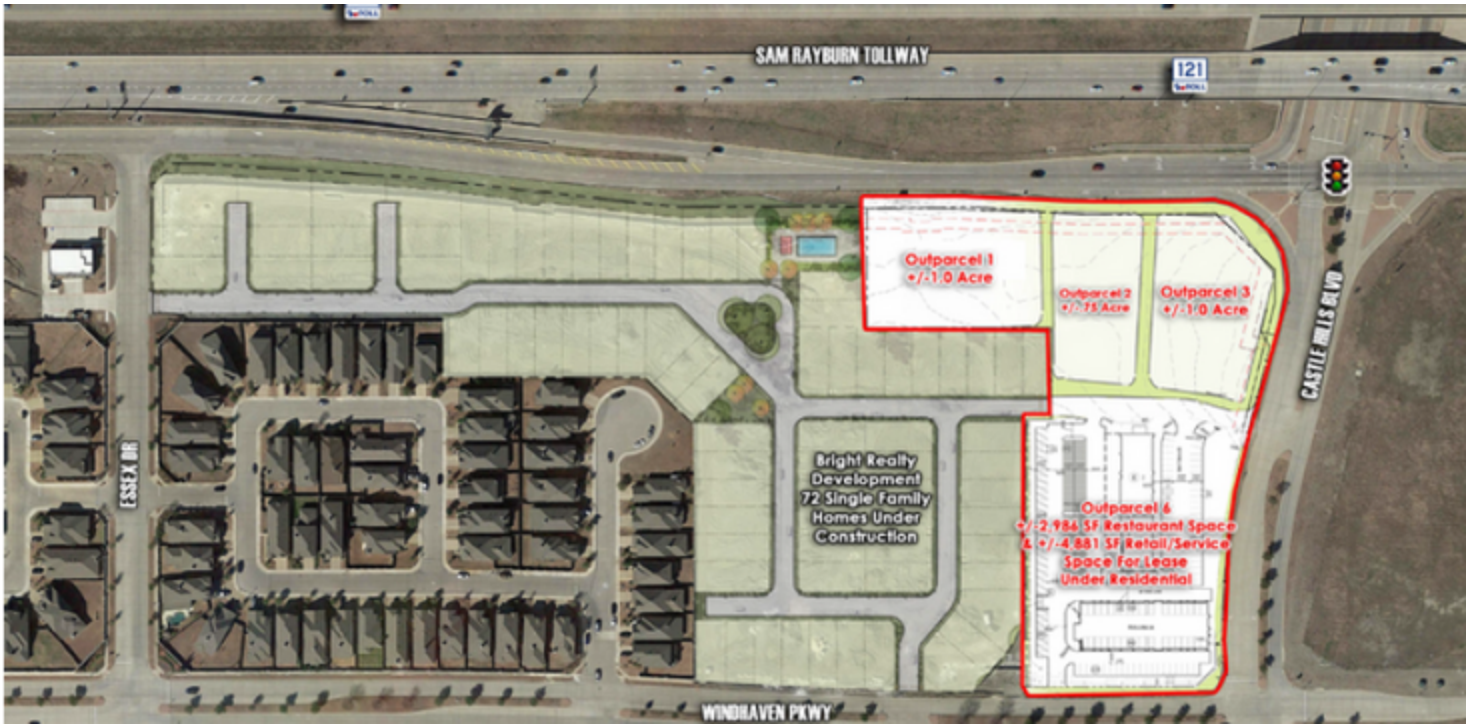 TOLL
SAM RAYBURN TOLLWAY
121
TOLL
Outparcel 1
+/-1.0 Acre
Outparcel 2
+/-.75 Acre
Outparcel 3
+/-1.0 Acre
CASTLE HILLS BLVD
ESSEX DR
Bright Realty
Development
72 Single Family
Homes Under
Construction
Outparcel 6
+/-2,986 SF Restaurant Space
& +/-4,881 SF Retail/Service
Space For Lease
Under Residential
WINDHAVEN PKWY